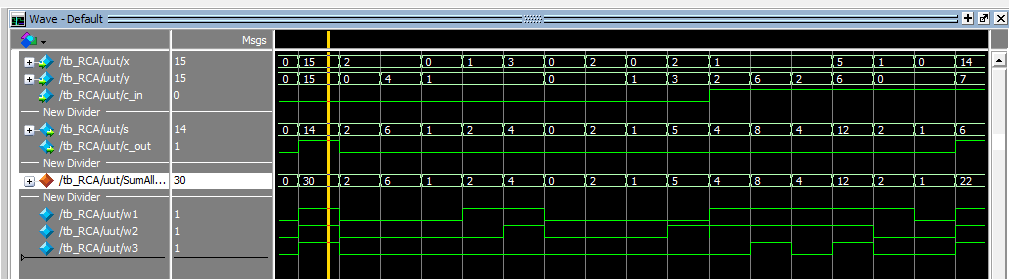 Wave - Default
Msgs
/tb_RCA/uut/x 15 0 15 2 0 1 3 0 2 0 2 1 5 1 0 14
/tb_RCA/uut/y 15 0 15 0 4 1 0 1 3 2 6 2 6 0 7
/tb_RCA/uut/c_in 0
New Divider
/tb_RCA/uut/s 14 0 14 2 6 1 2 4 0 2 1 5 4 8 4 12 2 1 6
/tb_RCA/uut/c_out 1
New Divider
/tb_RCA/uut/SumAll... 30 0 30 2 6 1 2 4 0 2 1 5 4 8 4 12 2 1 22
New Divider
/tb_RCA/uut/w1 1
/tb_RCA/uut/w2 1
/tb_RCA/uut/w3 1